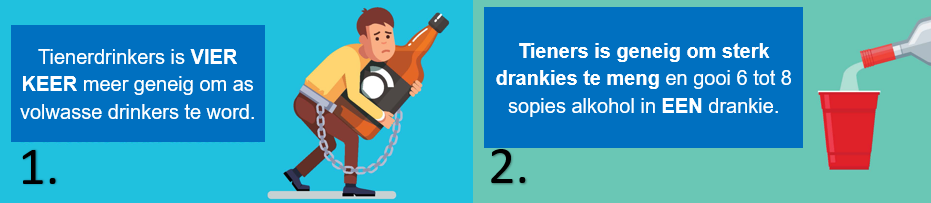 Tienerdrinkers is VIER
KEER meer geneig om as
volwasse drinkers te word.
1.
Tieners is geneig om sterk
drankies te meng en gooi 6 tot 8
sopies alkohol in EEN drankie.
2.